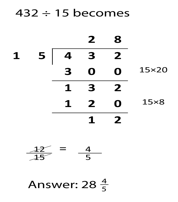 432 ÷ 15 becomes
2 8
1 5 4 3 2
3 0 0 15×20
1 3 2
1 2 0 15×8
1 2
12/15 = 4/5
Answer: 28 4/5